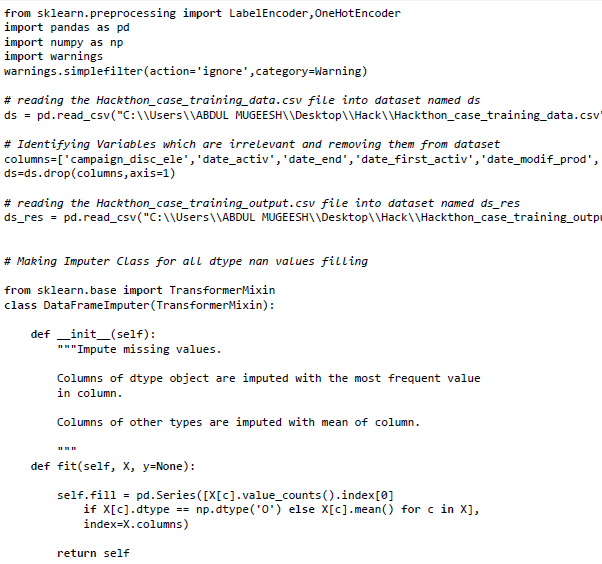 from sklearn.preprocessing import LabelEncoder,OneHotEncoder
import pandas as pd
import numpy as np
import warnings
warnings.simplefilter(action='ignore',category=Warning)
# reading the Hackthon_case_training_data.csv file into dataset named ds
ds = pd.read_csv("C:\\Users\\ABDUL MUGEESH\\Desktop\\Hack\\Hackthon_case_training_data.csv"
# Identifying Variables which are irrelevant and removing them from dataset
columns=['campaign_disc_ele','date_activ','date_end','date_first_activ','date_modif_prod',
ds=ds.drop(columns,axis=1)
# reading the Hackthon_case_training_output.csv file into dataset named ds_res
ds_res = pd.read_csv("C:\\Users\\ABDUL MUGEESH\\Desktop\\Hack\\Hackthon_case_training_outpu
# Making Imputer Class for all dtype nan values filling
from sklearn.base import TransformerMixin
class DataFrameImputer(TransformerMixin):
def __init__(self):
"""Impute missing values.
Columns of dtype object are imputed with the most frequent value
in column.
Columns of other types are imputed with mean of column.
"""
def fit(self, X, y=None):
self.fill = pd.Series([X[c].value_counts().index[0]
if X[c].dtype == np.dtype('O') else X[c].mean() for c in X],
index=X.columns)
return self